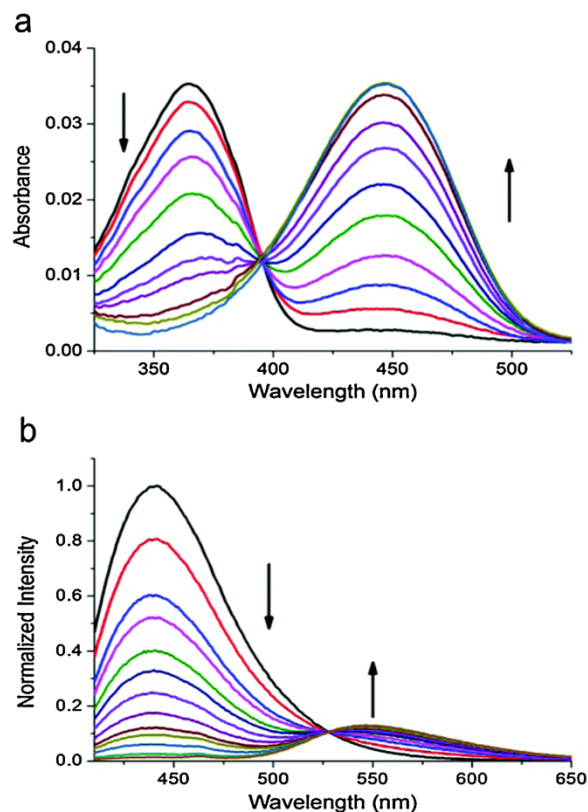 a
0.04
0.03
0.02
0.01
0.00
Absorbance
350 400 450 500
Wavelength (nm)
b
1.0
0.8
0.6
0.4
0.2
0.0
Normalized Intensity
450 500 550 600 650
Wavelength (nm)